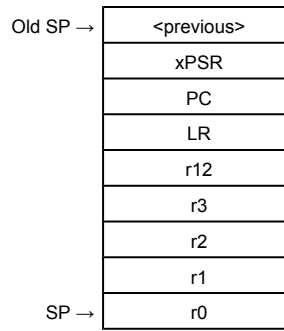 Old SP → <previous>
xPSR
PC
LR
r12
r3
r2
r1
SP → r0